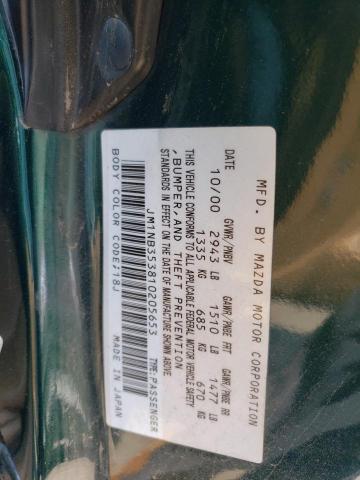 MFD. BY MAZDA MOTOR CORPORATION
DATE GVWR/PNBV GAWR/PNBE FRT GAWR/PNBE RR
10/00 2943 LB 1510 LB 1477 LB
1335 KG 685 KG 670 KG
THIS VEHICLE CONFORMS TO ALL APPLICABLE FEDERAL MOTOR VEHICLE SAFETY
, BUMPER, AND THEFT PREVENTION
STANDARDS IN EFFECT ON THE DATE OF MANUFACTURE SHOWN ABOVE.
JM1NB353810205653 TYPE:PASSENGER
BODY COLOR CODE:18J MADE IN JAPAN